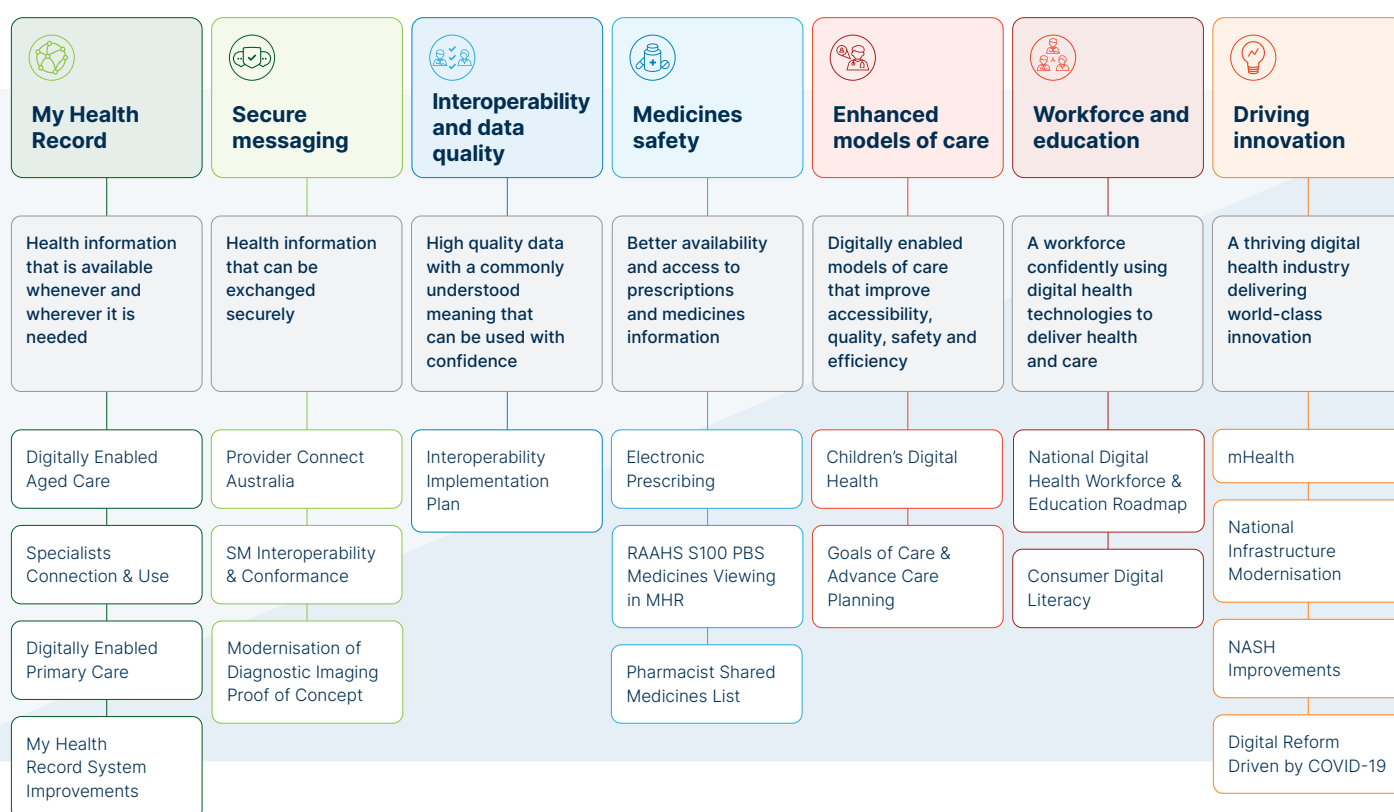 My Health
Record
Health information
that is available
whenever and
wherever it is
needed
Digitally Enabled
Aged Care
Specialists
Connection & Use
Digitally Enabled
Primary Care
My Health
Record System
Improvements
Secure
messaging
Health information
that can be
exchanged
securely
Provider Connect
Australia
SM Interoperability
& Conformance
Modernisation of
Diagnostic Imaging
Proof of Concept
Interoperability
and data
quality
High quality data
with a commonly
understood
meaning that
can be used with
confidence
Interoperability
Implementation
Plan
Medicines
safety
Better availability
and access to
prescriptions
and medicines
information
Electronic
Prescribing
RAAHS S100 PBS
Medicines Viewing
in MHR
Pharmacist Shared
Medicines List
Enhanced
models of care
Digitally enabled
models of care
that improve
accessibility,
quality, safety and
efficiency
Children’s Digital
Health
Goals of Care &
Advance Care
Planning
Workforce and
education
A workforce
confidently using
digital health
technologies to
deliver health
and care
National Digital
Health Workforce &
Education Roadmap
Consumer Digital
Literacy
Driving
innovation
A thriving digital
health industry
delivering
world-class
innovation
mHealth
National
Infrastructure
Modernisation
NASH
Improvements
Digital Reform
Driven by COVID-19